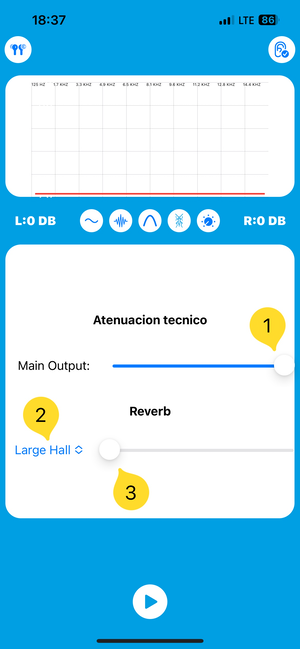 18:37 LTE 86
125 HZ 1.7 KHZ 3.3 KHZ 4.9 KHZ 6.5 KHZ 8.1 KHZ 9.6 KHZ 11.2 KHZ 12.8 KHZ 14.4 KHZ
L:0 DB R:0 DB
1
Atenuacion tecnico
Main Output:
2
Reverb
Large Hall
3